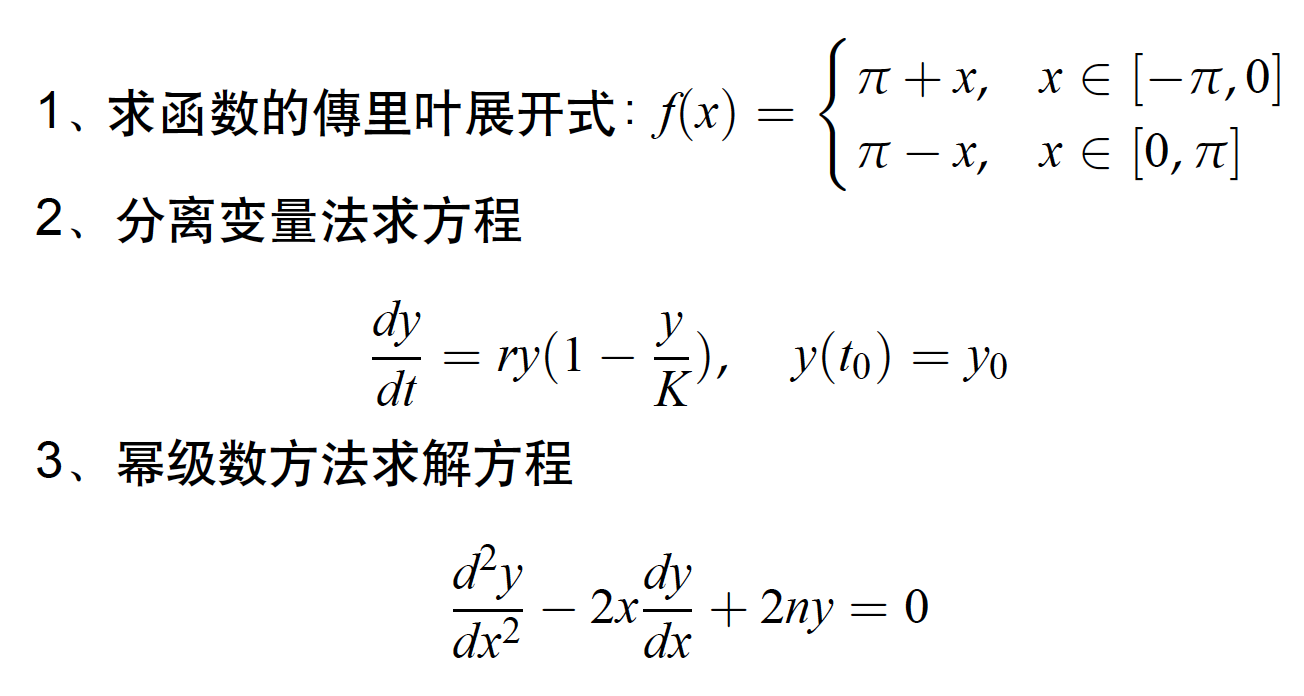 1、求函数的傅里叶展开式: f(x) = { π + x, x ∈ [−π, 0]
π − x, x ∈ [0, π]
2、分离变量法求方程
dy/dt = ry(1 − y/K), y(t₀) = y₀
3、幂级数方法求解方程
d²y/dx² − 2x dy/dx + 2ny = 0